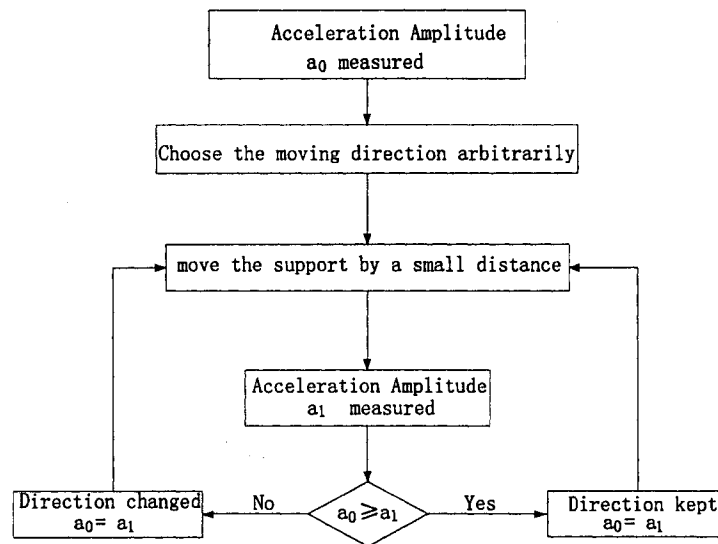 Acceleration Amplitude
a0 measured
Choose the moving direction arbitrarily
move the support by a small distance
Acceleration Amplitude
a1 measured
No
a0⩾a1
Yes
Direction changed
a0= a1
Direction kept
a0= a1